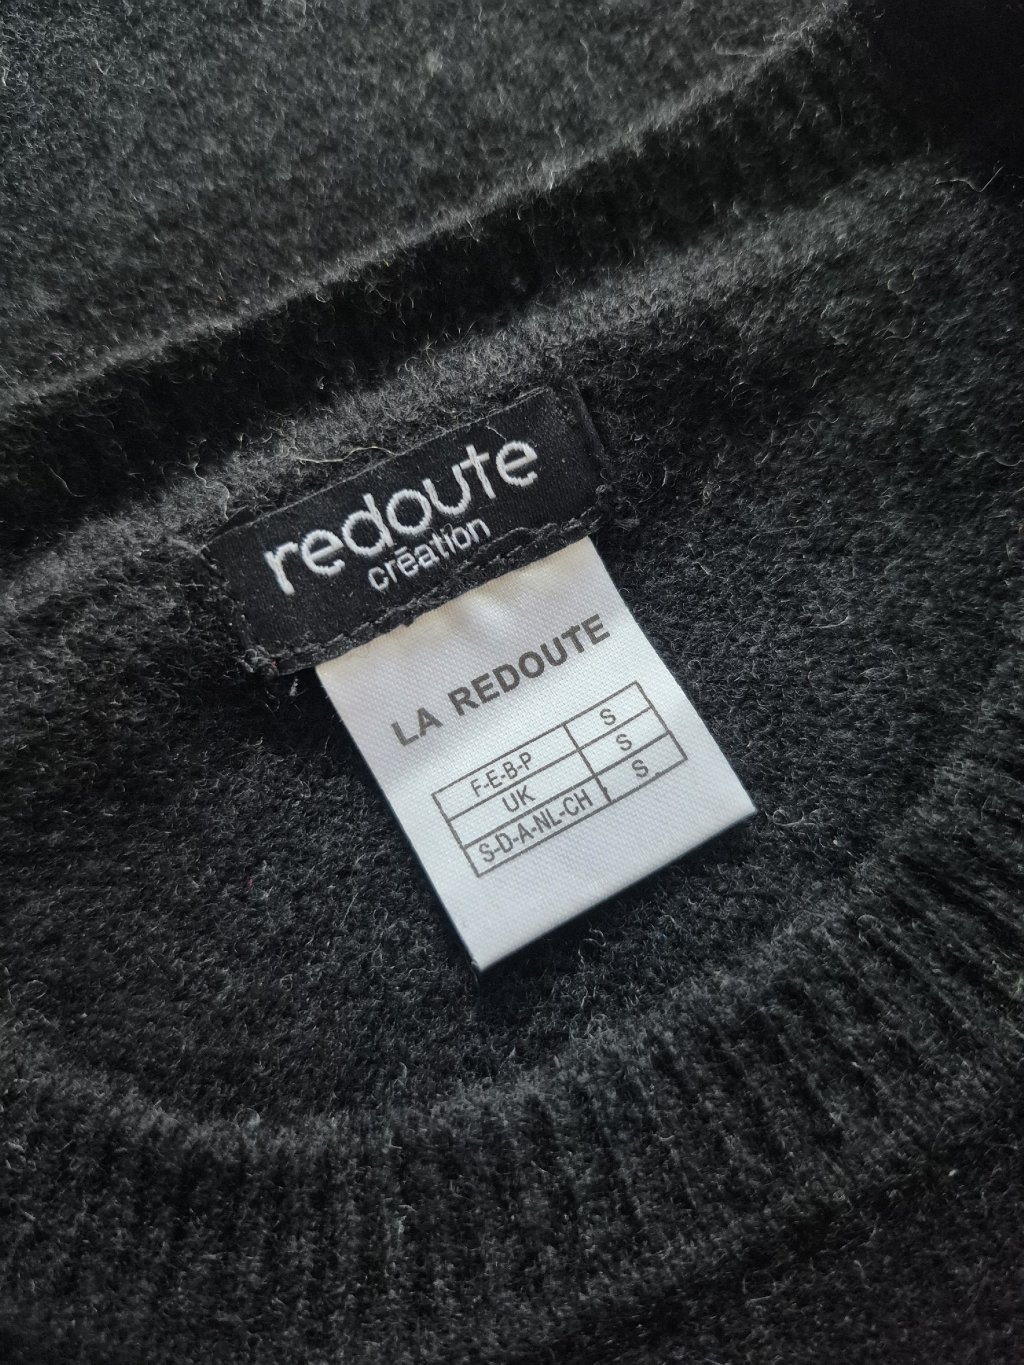 redoute
création
LA REDOUTE
F-E-B-P S
UK S
S-D-A-NL-CH S